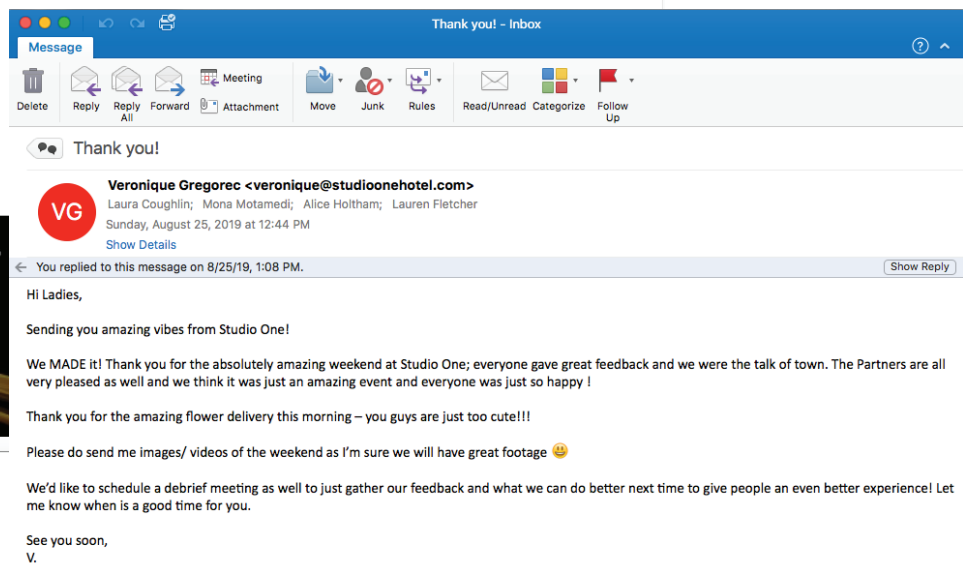 Thank you! - Inbox
Message
?
Delete
Reply
Reply All
Forward
Meeting
Attachment
Move
Junk
Rules
Read/Unread
Categorize
Follow Up
Thank you!
VG
Veronique Gregorec <veronique@studioonehotel.com>
Laura Coughlin; Mona Motamedi; Alice Holtham; Lauren Fletcher
Sunday, August 25, 2019 at 12:44 PM
Show Details
You replied to this message on 8/25/19, 1:08 PM.
Show Reply
Hi Ladies,
Sending you amazing vibes from Studio One!
We MADE it! Thank you for the absolutely amazing weekend at Studio One; everyone gave great feedback and we were the talk of town. The Partners are all
very pleased as well and we think it was just an amazing event and everyone was just so happy !
Thank you for the amazing flower delivery this morning – you guys are just too cute!!!
Please do send me images/ videos of the weekend as I'm sure we will have great footage 😀
We'd like to schedule a debrief meeting as well to just gather our feedback and what we can do better next time to give people an even better experience! Let
me know when is a good time for you.
See you soon,
V.